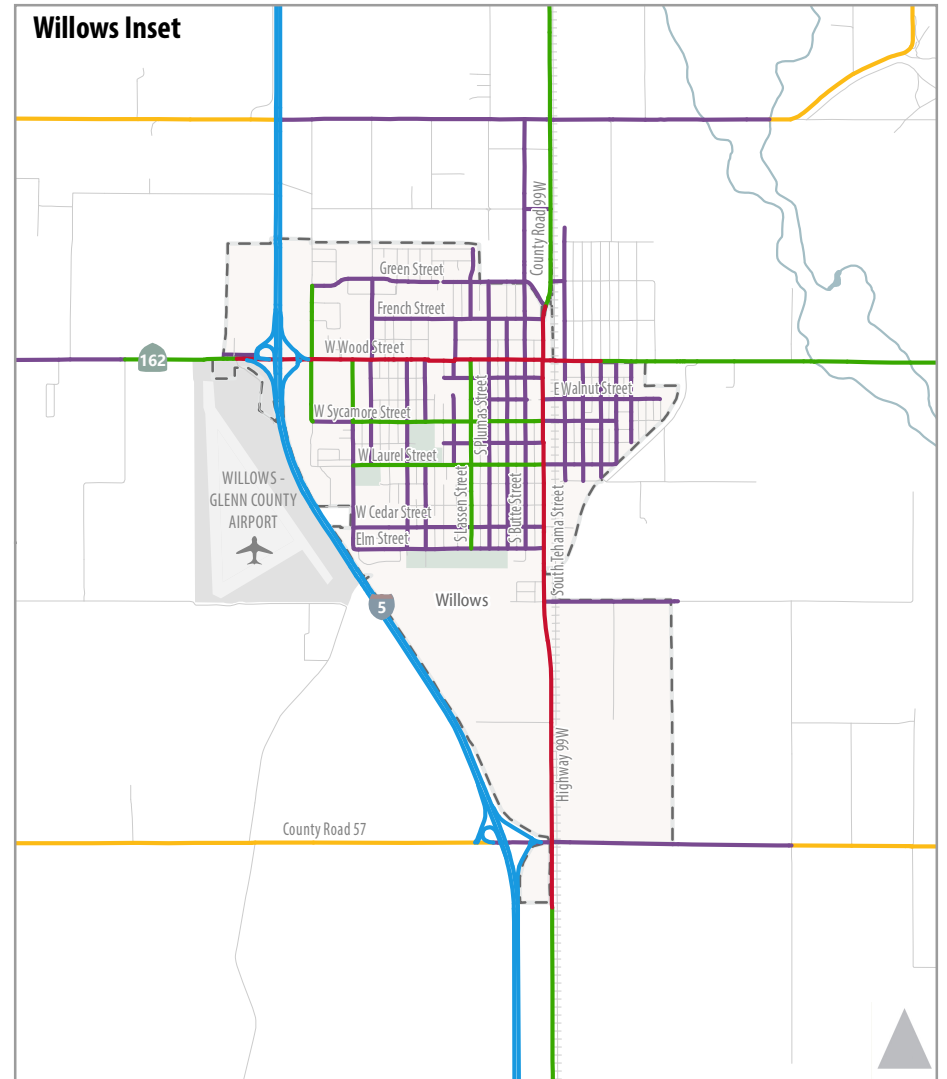 Willows Inset
County Road 99W
Green Street
French Street
W Wood Street
162
E Walnut Street
W Sycamore Street
S Plumas Street
W Laurel Street
WILLOWS -
GLENN COUNTY
AIRPORT
S Lassen Street
S Butte Street
W Cedar Street
South Tehama Street
Elm Street
Willows
5
Highway 99W
County Road 57